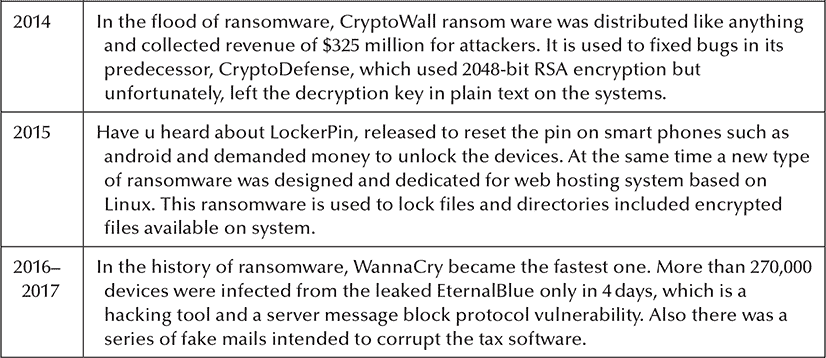 2014 In the flood of ransomware, CryptoWall ransom ware was distributed like anything
and collected revenue of $325 million for attackers. It is used to fixed bugs in its
predecessor, CryptoDefense, which used 2048-bit RSA encryption but
unfortunately, left the decryption key in plain text on the systems.
2015 Have u heard about LockerPin, released to reset the pin on smart phones such as
android and demanded money to unlock the devices. At the same time a new type
of ransomware was designed and dedicated for web hosting system based on
Linux. This ransomware is used to lock files and directories included encrypted
files available on system.
2016– In the history of ransomware, WannaCry became the fastest one. More than 270,000
2017 devices were infected from the leaked EternalBlue only in 4 days, which is a
hacking tool and a server message block protocol vulnerability. Also there was a
series of fake mails intended to corrupt the tax software.